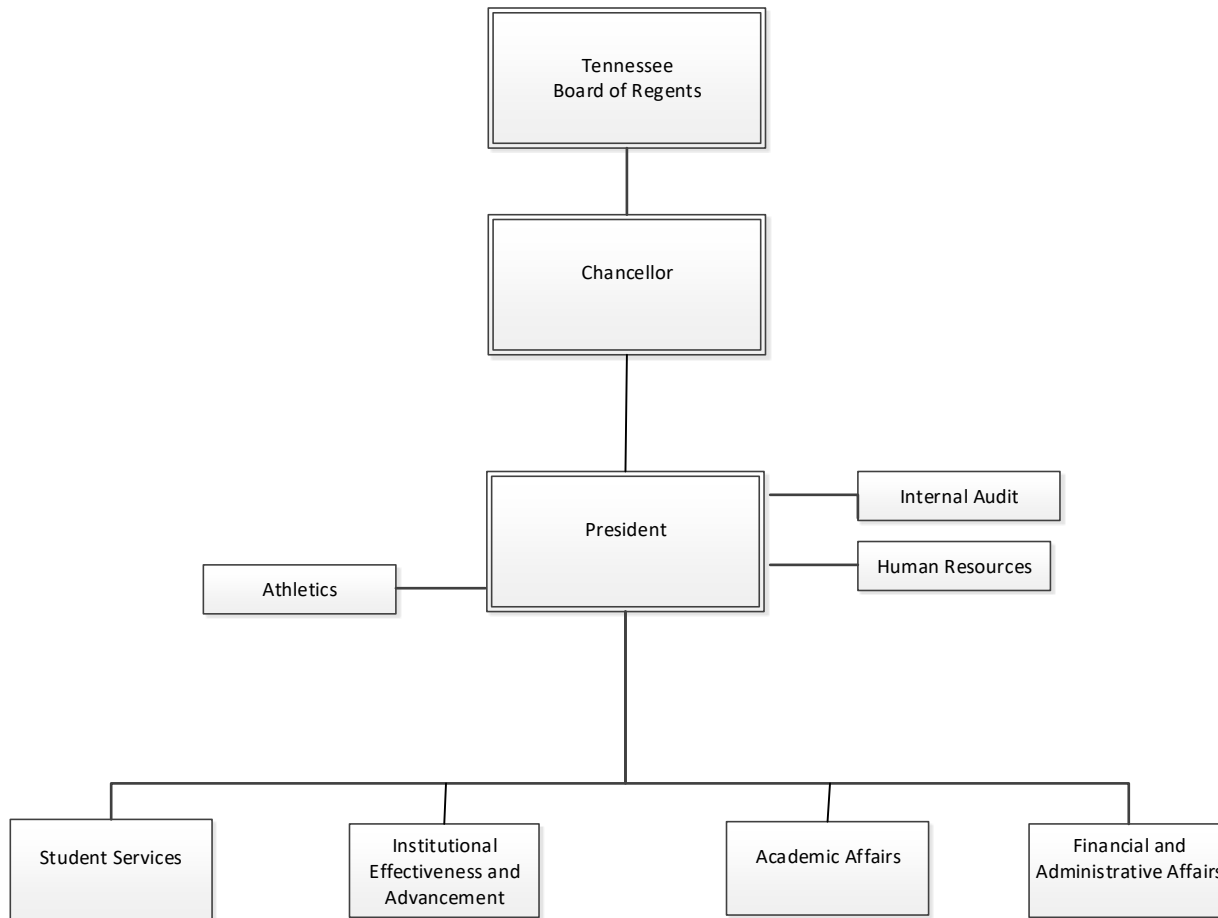 Tennessee
Board of Regents
Chancellor
President
Internal Audit
Human Resources
Athletics
Student Services
Institutional
Effectiveness and
Advancement
Academic Affairs
Financial and
Administrative Affairs